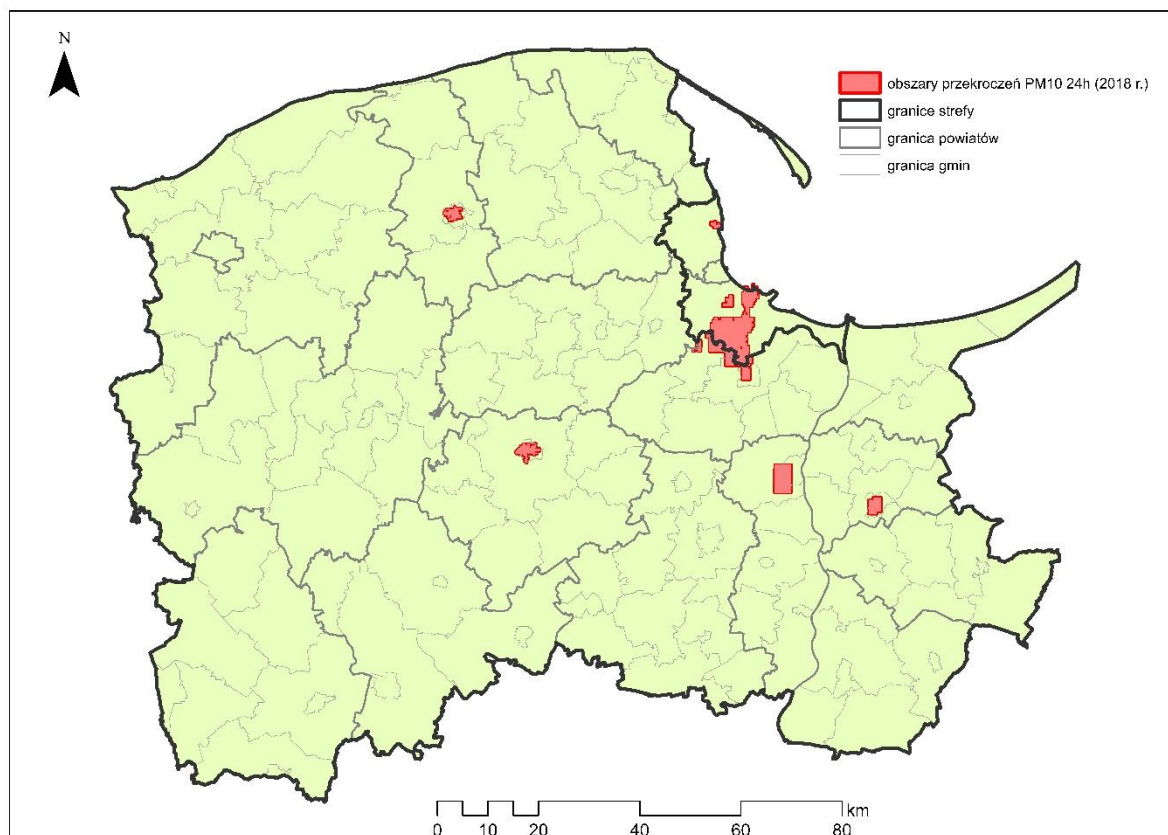 N
obszary przekroczeń PM10 24h (2018 r.)
granice strefy
granica powiatów
granica gmin
km
0 10 20 40 60 80